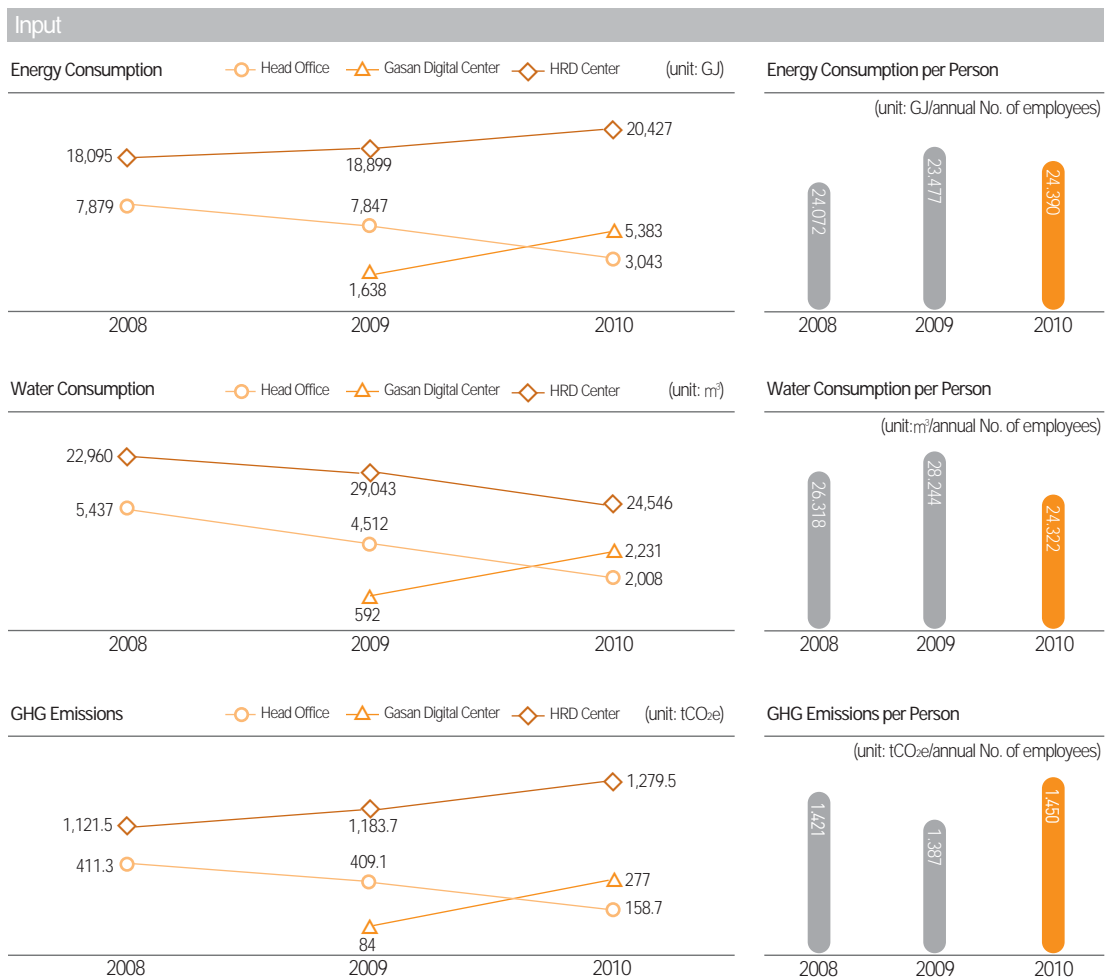 Input
Energy Consumption
Head Office
Gasan Digital Center
HRD Center
(unit: GJ)
18,095
18,899
20,427
7,879
7,847
5,383
3,043
1,638
2008
2009
2010
Energy Consumption per Person
(unit: GJ/annual No. of employees)
24.072
23.477
24.390
2008
2009
2010
Water Consumption
Head Office
Gasan Digital Center
HRD Center
(unit: m³)
22,960
29,043
24,546
5,437
4,512
2,231
2,008
592
2008
2009
2010
Water Consumption per Person
(unit:m³/annual No. of employees)
26.318
28.244
24.322
2008
2009
2010
GHG Emissions
Head Office
Gasan Digital Center
HRD Center
(unit: tCO₂e)
1,121.5
1,183.7
1,279.5
411.3
409.1
277
158.7
84
2008
2009
2010
GHG Emissions per Person
(unit: tCO₂e/annual No. of employees)
1.421
1.387
1.450
2008
2009
2010